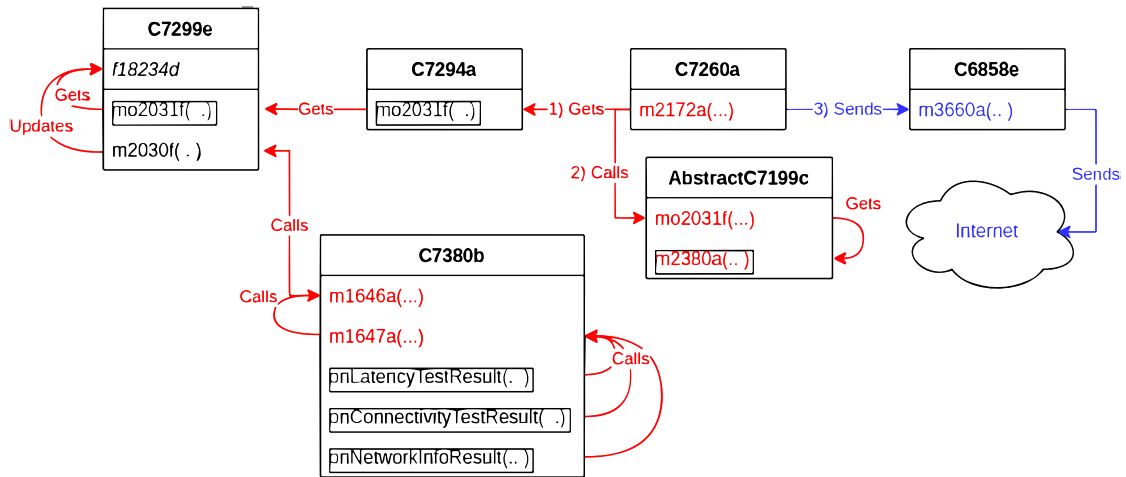 C7299e
f18234d
mo2031f( .)
m2030f( . )
Gets
Updates
Gets
C7294a
mo2031f( .)
1) Gets
C7260a
m2172a(...)
3) Sends
C6858e
m3660a(.. )
Sends
Internet
2) Calls
AbstractC7199c
mo2031f(...)
m2380a(.. )
Gets
Calls
C7380b
m1646a(...)
m1647a(...)
onLatencyTestResult(. )
onConnectivityTestResult( .)
onNetworkInfoResult(.. )
Calls
Calls